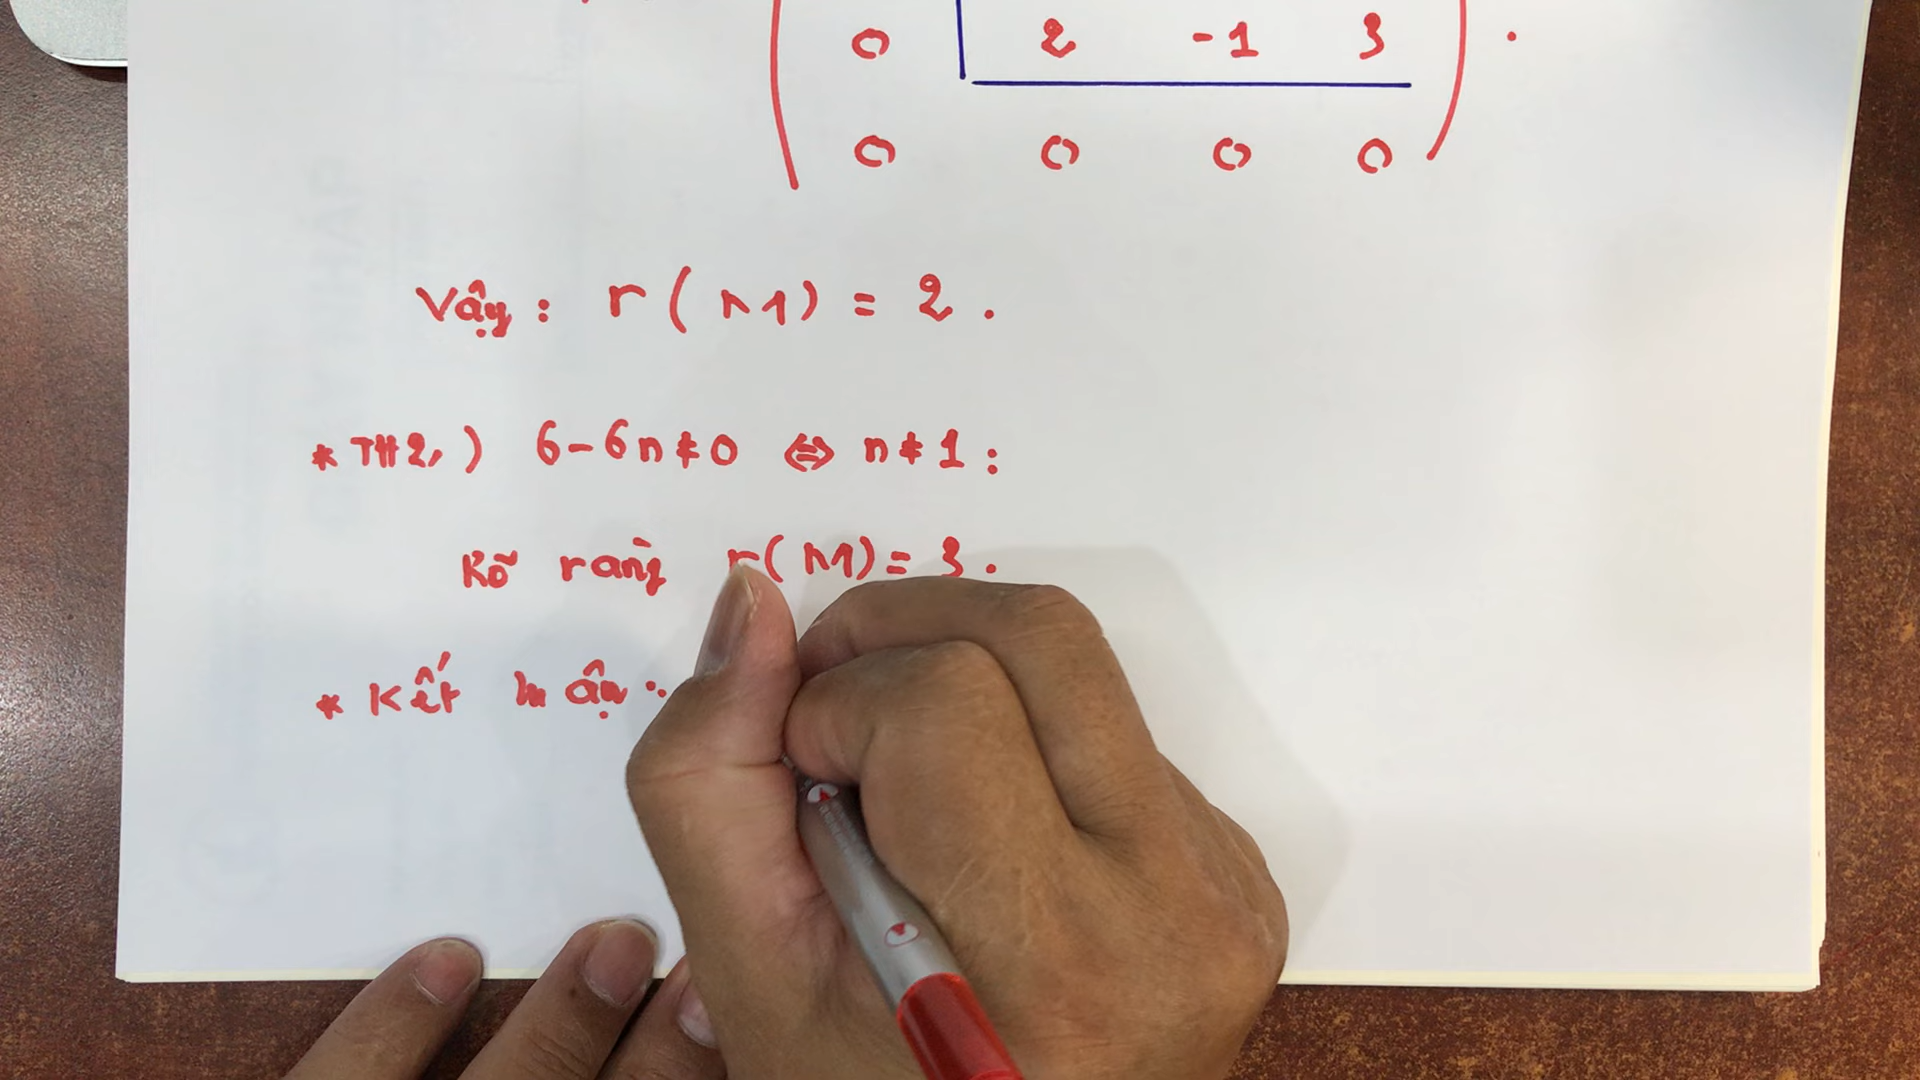 0 2 -1 3 .
0 0 0 0
Vậy : r ( M ) = 2 .
* TH2, ) 6-6n ≠ 0 ⇔ n ≠ 1 :
Rõ ràng r( M ) = 3 .
* Kết luận :